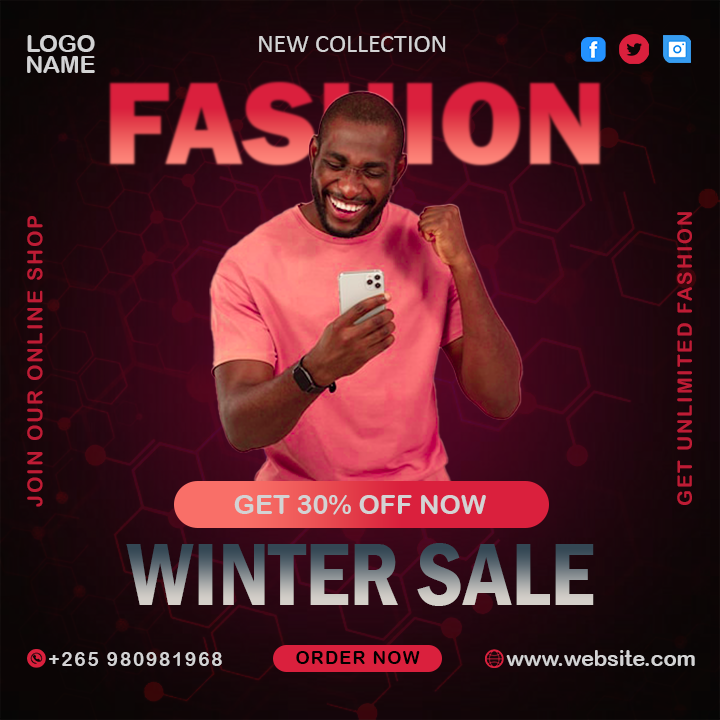 LOGO
NAME
NEW COLLECTION
FASHION
JOIN OUR ONLINE SHOP
GET UNLIMITED FASHION
GET 30% OFF NOW
WINTER SALE
+265 980981968
ORDER NOW
www.website.com